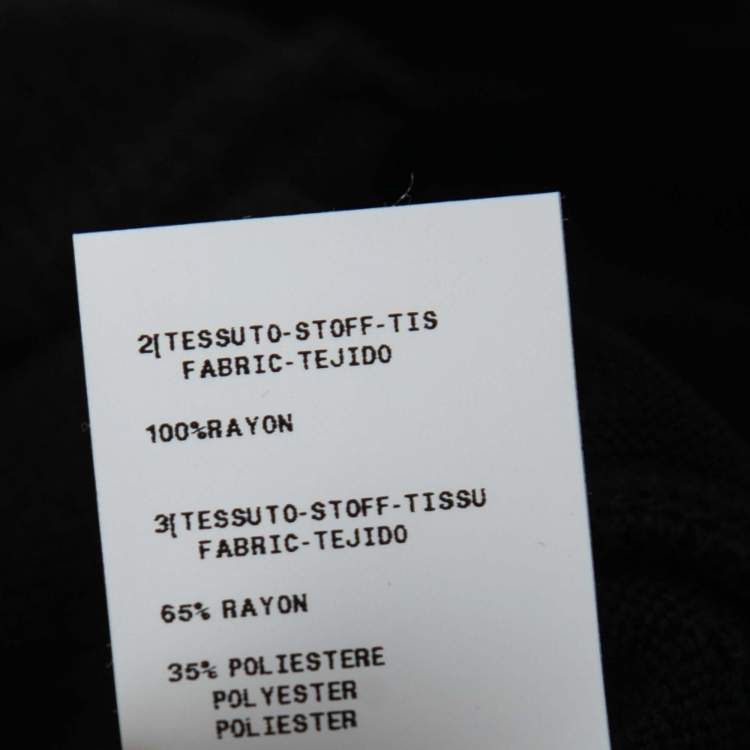 2[TESSUTO-STOFF-TIS
FABRIC-TEJIDO
100%RAYON
3[TESSUTO-STOFF-TISSU
FABRIC-TEJIDO
65% RAYON
35% POLIESTERE
POLYESTER
POLIESTER